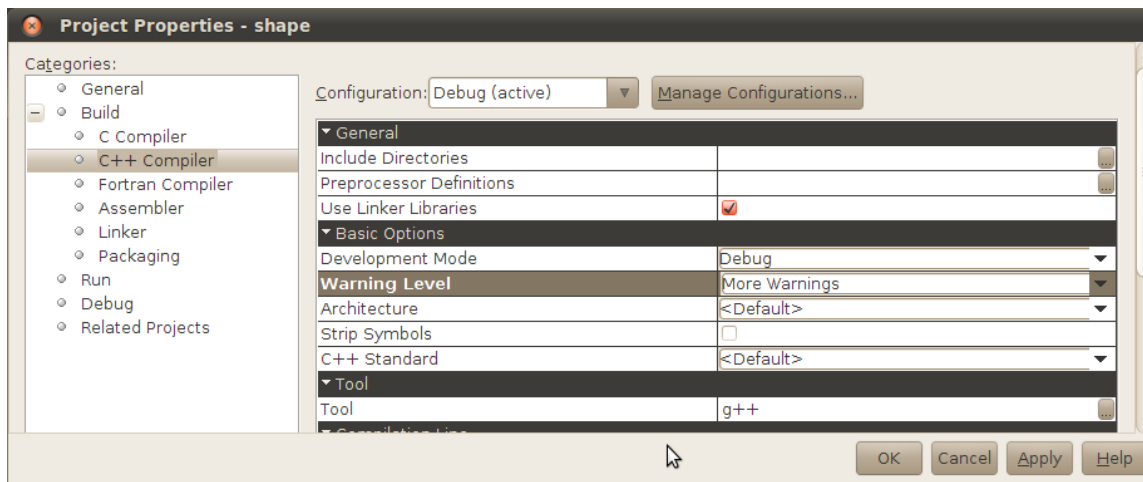 Project Properties - shape
Categories:
General
Build
C Compiler
C++ Compiler
Fortran Compiler
Assembler
Linker
Packaging
Run
Debug
Related Projects
Configuration: Debug (active) Manage Configurations...
General
Include Directories ...
Preprocessor Definitions ...
Use Linker Libraries
Basic Options
Development Mode Debug
Warning Level More Warnings
Architecture <Default>
Strip Symbols
C++ Standard <Default>
Tool
Tool g++ ...
Compilation Line
OK Cancel Apply Help